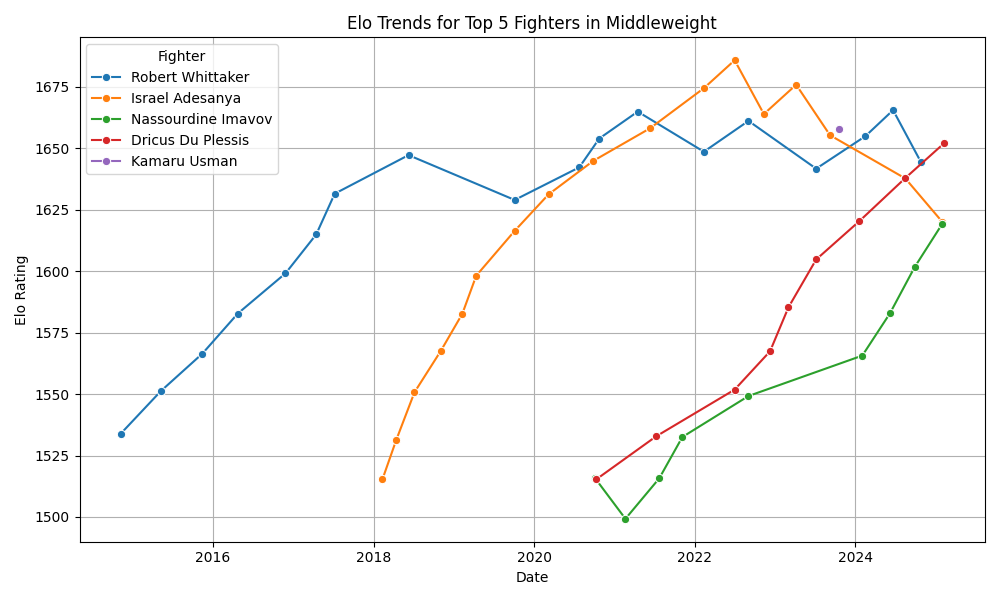 Elo Trends for Top 5 Fighters in Middleweight
Fighter
Robert Whittaker
Israel Adesanya
Nassourdine Imavov
Dricus Du Plessis
Kamaru Usman
1675
1650
1625
1600
1575
1550
1525
1500
Elo Rating
2016 2018 2020 2022 2024
Date